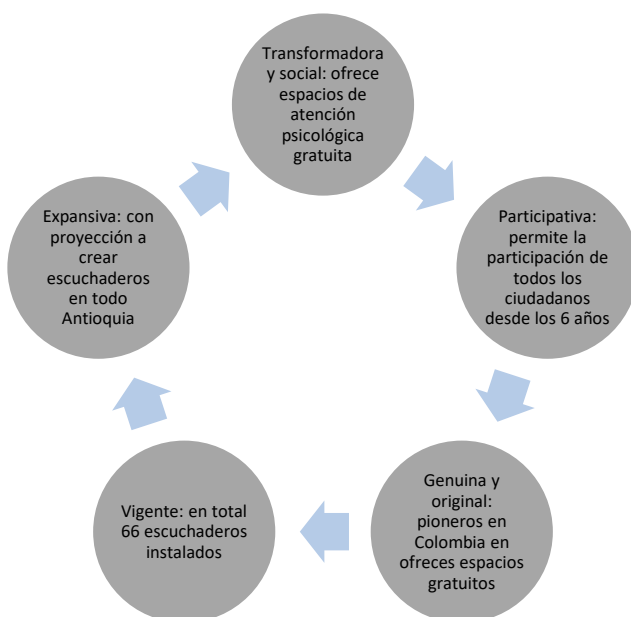 Transformadora
y social: ofrece
espacios de
atención
psicológica
gratuita
Participativa:
permite la
participación de
todos los
ciudadanos
desde los 6 años
Genuina y
original:
pioneros en
Colombia en
ofreces espacios
gratuitos
Vigente: en total
66 escuchaderos
instalados
Expansiva: con
proyección a
crear
escuchaderos
en todo
Antioquia